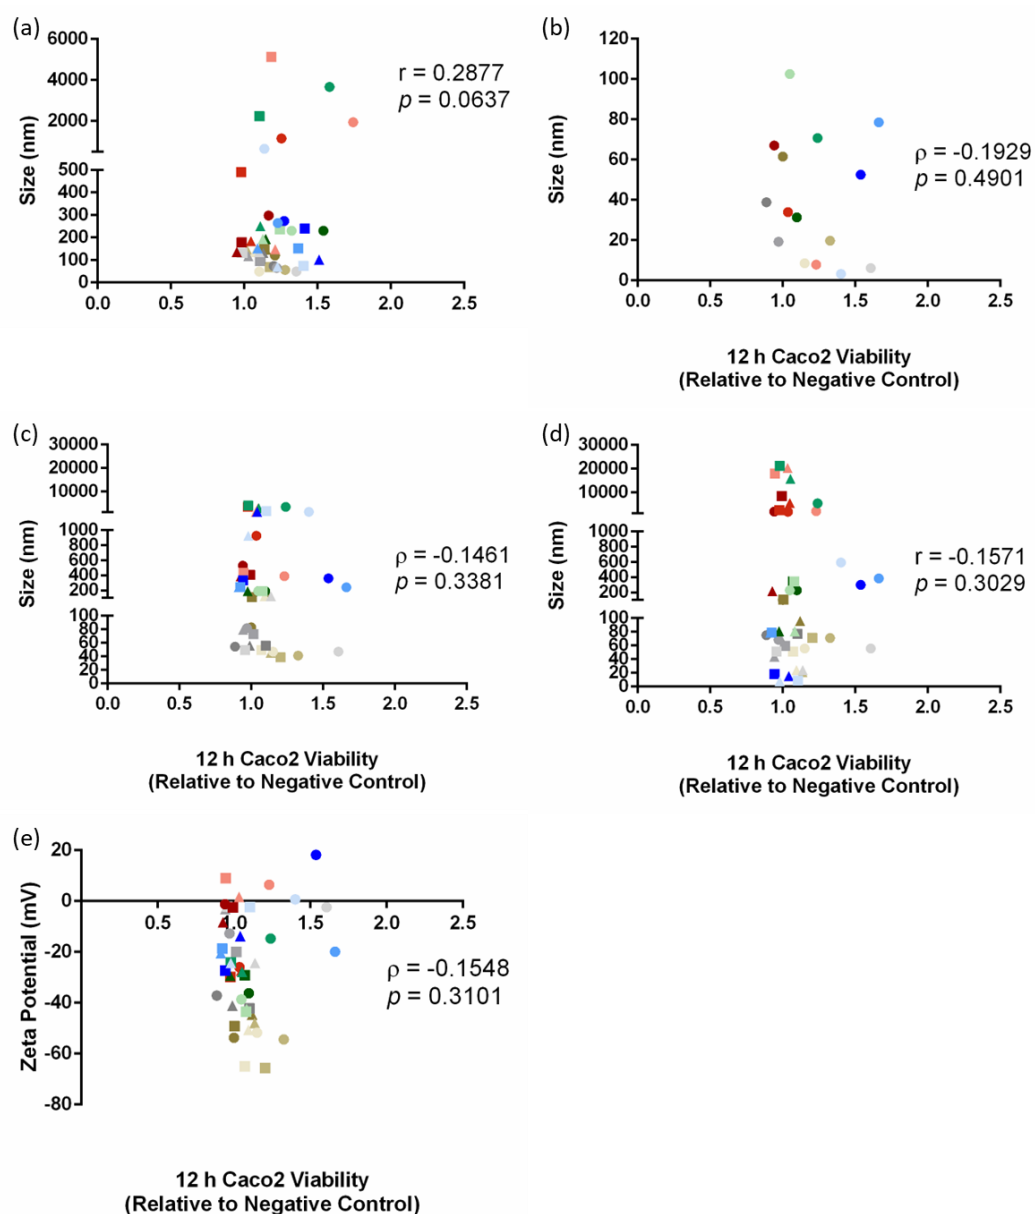 (a)
6000
4000
2000
500
400
300
200
100
0
Size (nm)
r = 0.2877
p = 0.0637
0.0 0.5 1.0 1.5 2.0 2.5
(b)
120
100
80
60
40
20
0
Size (nm)
ρ = -0.1929
p = 0.4901
0.0 0.5 1.0 1.5 2.0 2.5
12 h Caco2 Viability
(Relative to Negative Control)
(c)
30000
20000
10000
1000
800
600
400
200
100
80
60
40
20
0
Size (nm)
ρ = -0.1461
p = 0.3381
0.0 0.5 1.0 1.5 2.0 2.5
12 h Caco2 Viability
(Relative to Negative Control)
(d)
30000
20000
10000
1000
800
600
400
200
100
80
60
40
20
0
Size (nm)
r = -0.1571
p = 0.3029
0.0 0.5 1.0 1.5 2.0 2.5
12 h Caco2 Viability
(Relative to Negative Control)
(e)
20
0
-20
-40
-60
-80
Zeta Potential (mV)
0.5 1.0 1.5 2.0 2.5
ρ = -0.1548
p = 0.3101
12 h Caco2 Viability
(Relative to Negative Control)